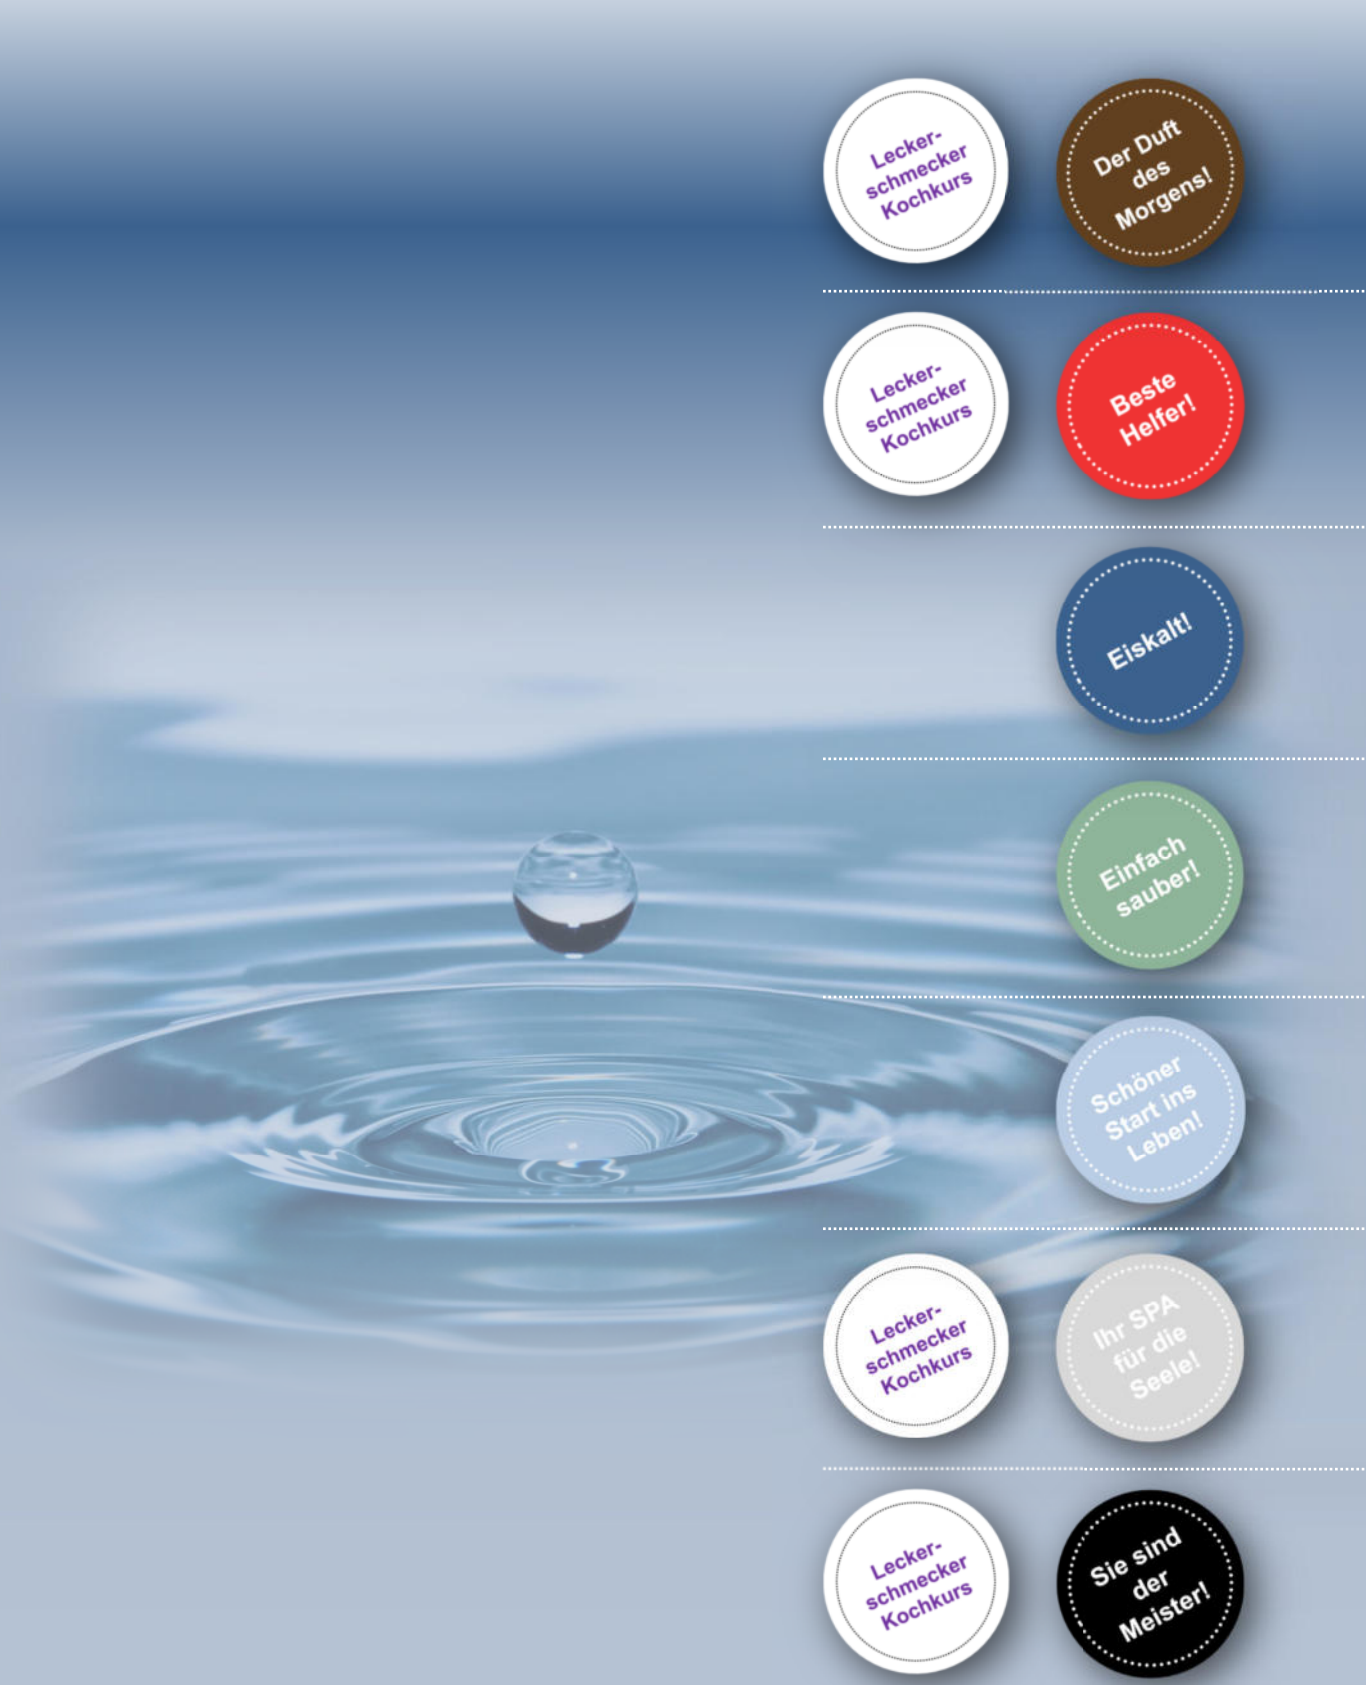 Lecker-
schmecker
Kochkurs
Der Duft
des
Morgens!
Lecker-
schmecker
Kochkurs
Beste
Helfer!
Eiskalt!
Einfach
sauber!
Schöner
Start ins
Leben!
Lecker-
schmecker
Kochkurs
Ihr SPA
für die
Seele!
Lecker-
schmecker
Kochkurs
Sie sind
der
Meister!